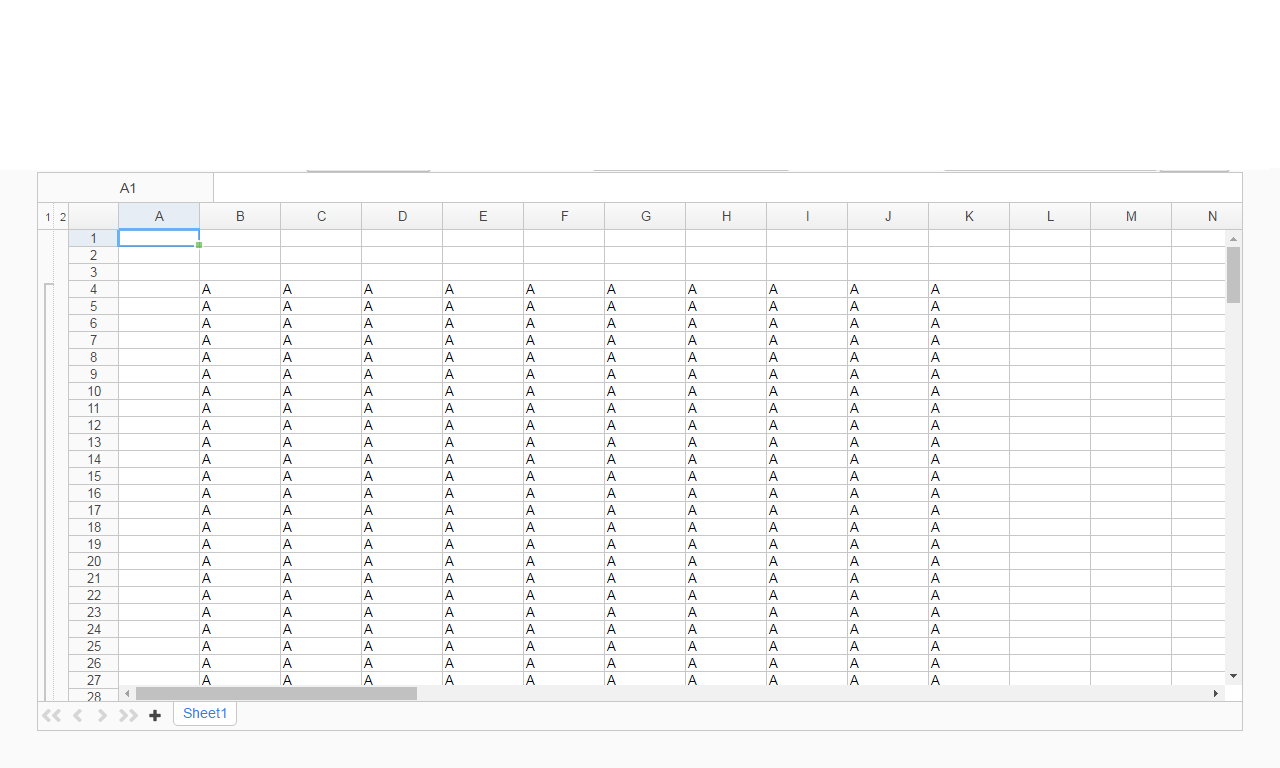 A1
1 2 A B C D E F G H I J K L M N
1
2
3
4 A A A A A A A A A A
5 A A A A A A A A A A
6 A A A A A A A A A A
7 A A A A A A A A A A
8 A A A A A A A A A A
9 A A A A A A A A A A
10 A A A A A A A A A A
11 A A A A A A A A A A
12 A A A A A A A A A A
13 A A A A A A A A A A
14 A A A A A A A A A A
15 A A A A A A A A A A
16 A A A A A A A A A A
17 A A A A A A A A A A
18 A A A A A A A A A A
19 A A A A A A A A A A
20 A A A A A A A A A A
21 A A A A A A A A A A
22 A A A A A A A A A A
23 A A A A A A A A A A
24 A A A A A A A A A A
25 A A A A A A A A A A
26 A A A A A A A A A A
27 A A A A A A A A A A
28
Sheet1